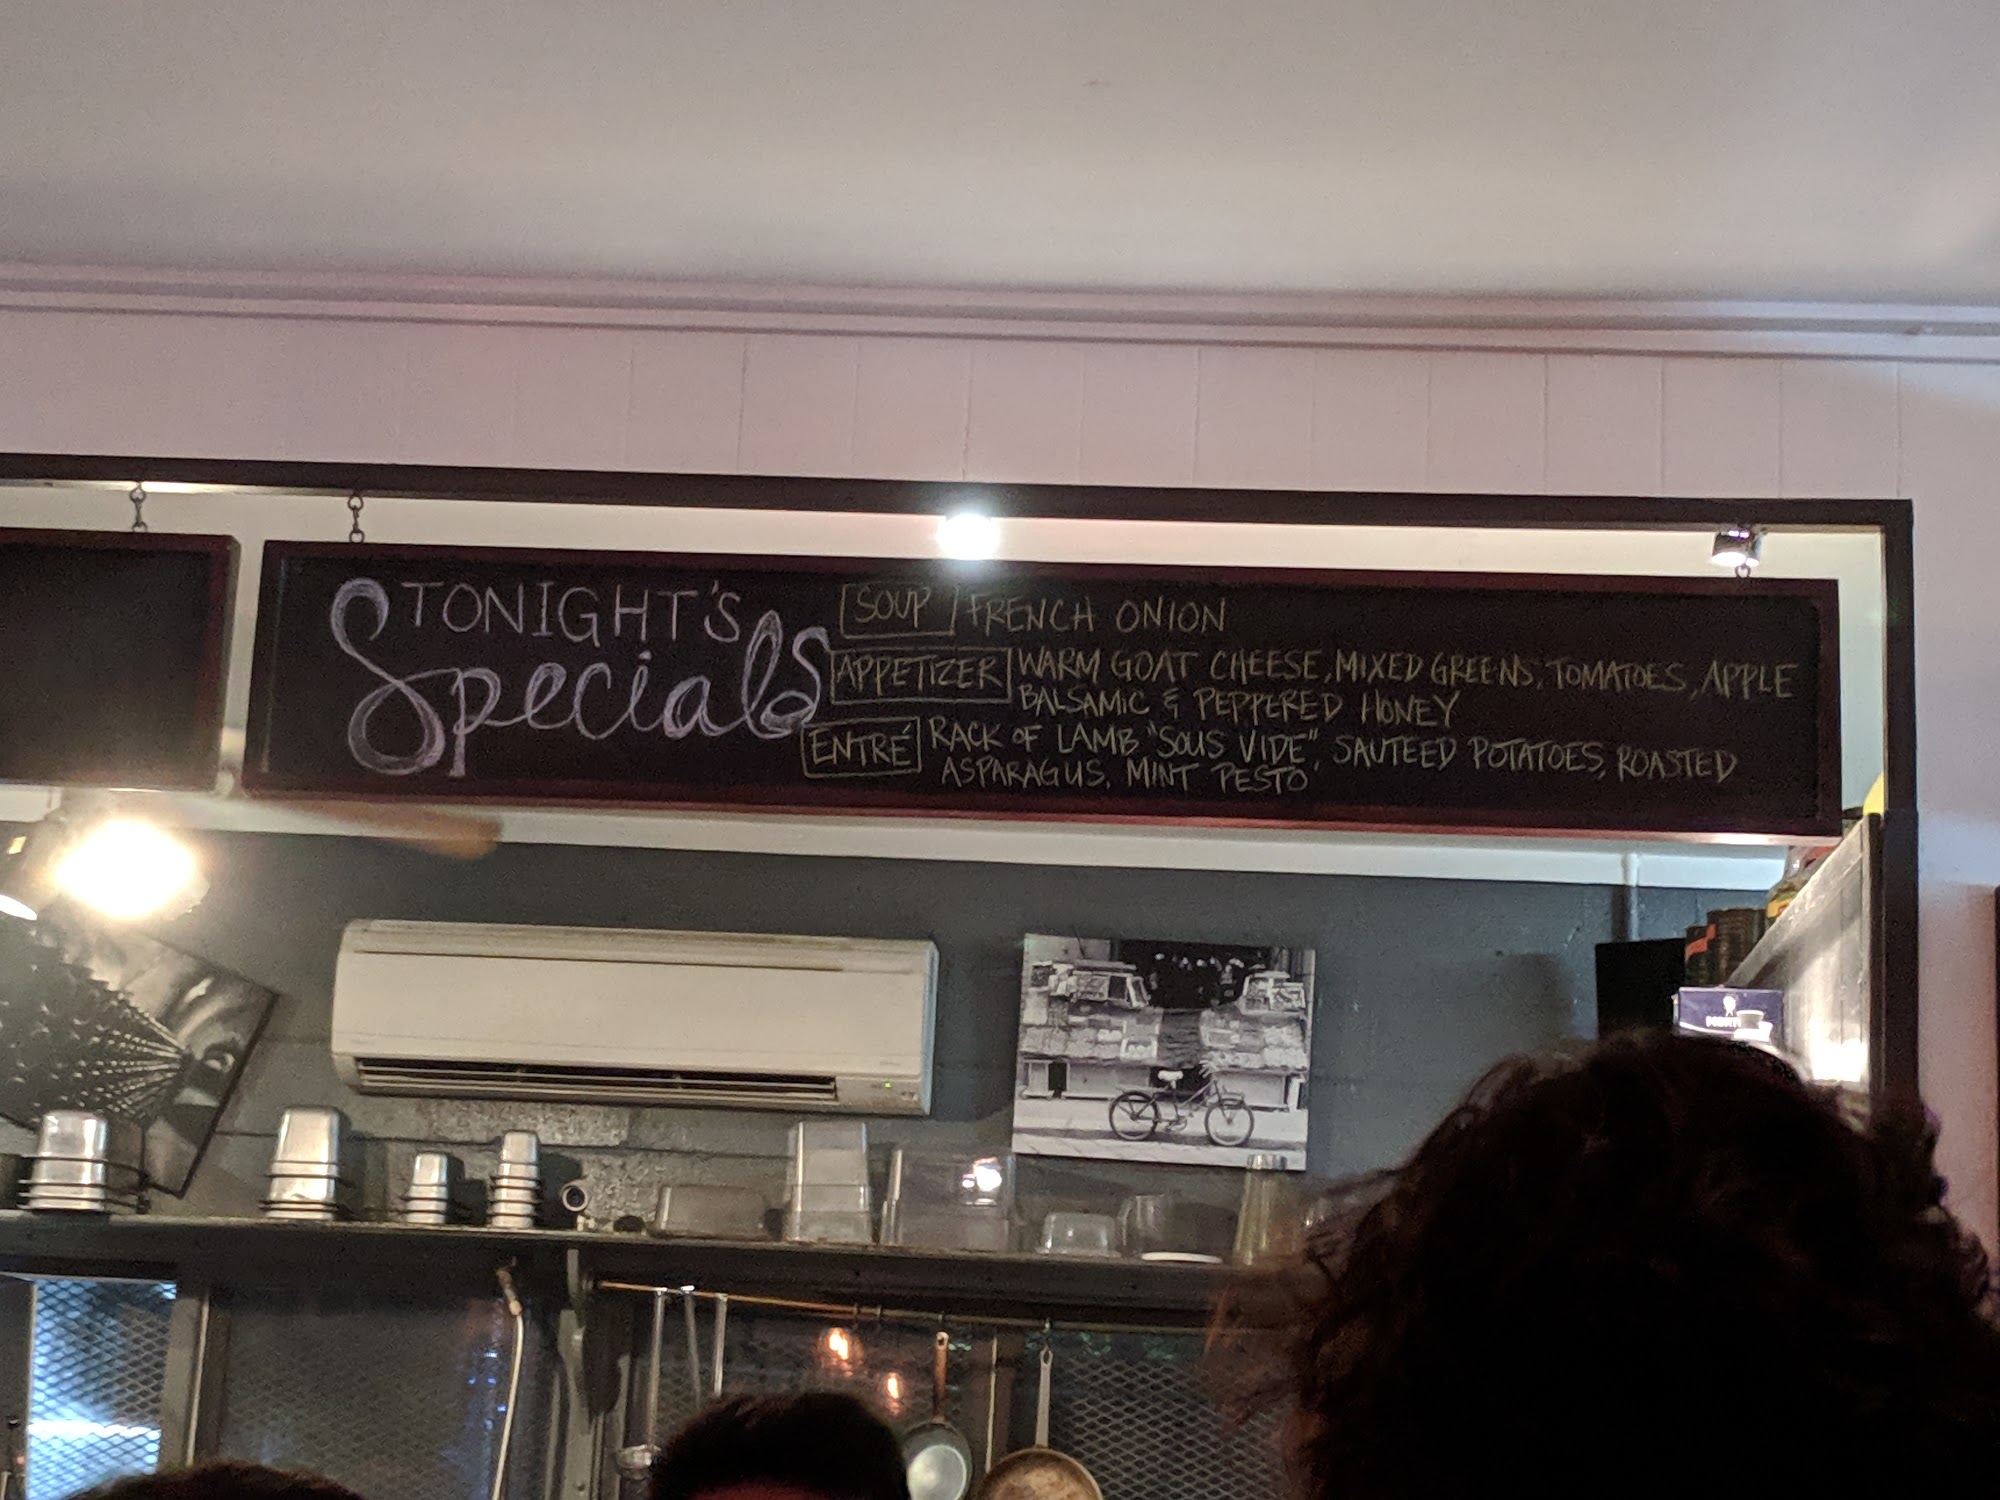 TONIGHT'S
Specials
SOUP FRENCH ONION
APPETIZER WARM GOAT CHEESE, MIXED GREENS, TOMATOES, APPLE
BALSAMIC & PEPPERED HONEY
ENTRÉ RACK OF LAMB "SOUS VIDE", SAUTEED POTATOES, ROASTED
ASPARAGUS, MINT PESTO